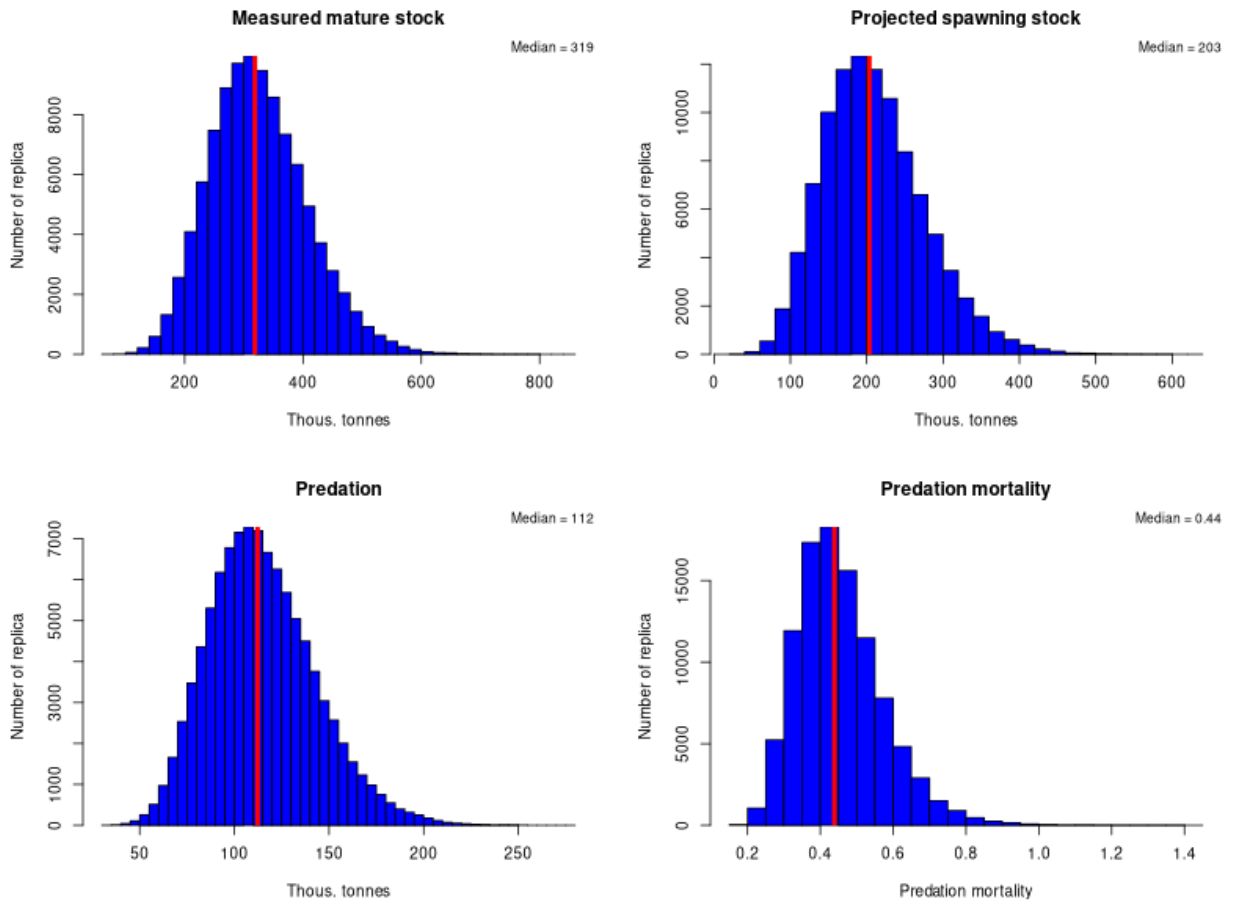 Measured mature stock
Median = 319
Number of replica
0
2000
4000
6000
8000
200
400
600
800
Thous. tonnes
Projected spawning stock
Median = 203
Number of replica
0
2000
6000
10000
0
100
200
300
400
500
600
Thous. tonnes
Predation
Median = 112
Number of replica
0
1000
3000
5000
7000
50
100
150
200
250
Thous. tonnes
Predation mortality
Median = 0.44
Number of replica
0
5000
10000
15000
0.2
0.4
0.6
0.8
1.0
1.2
1.4
Predation mortality